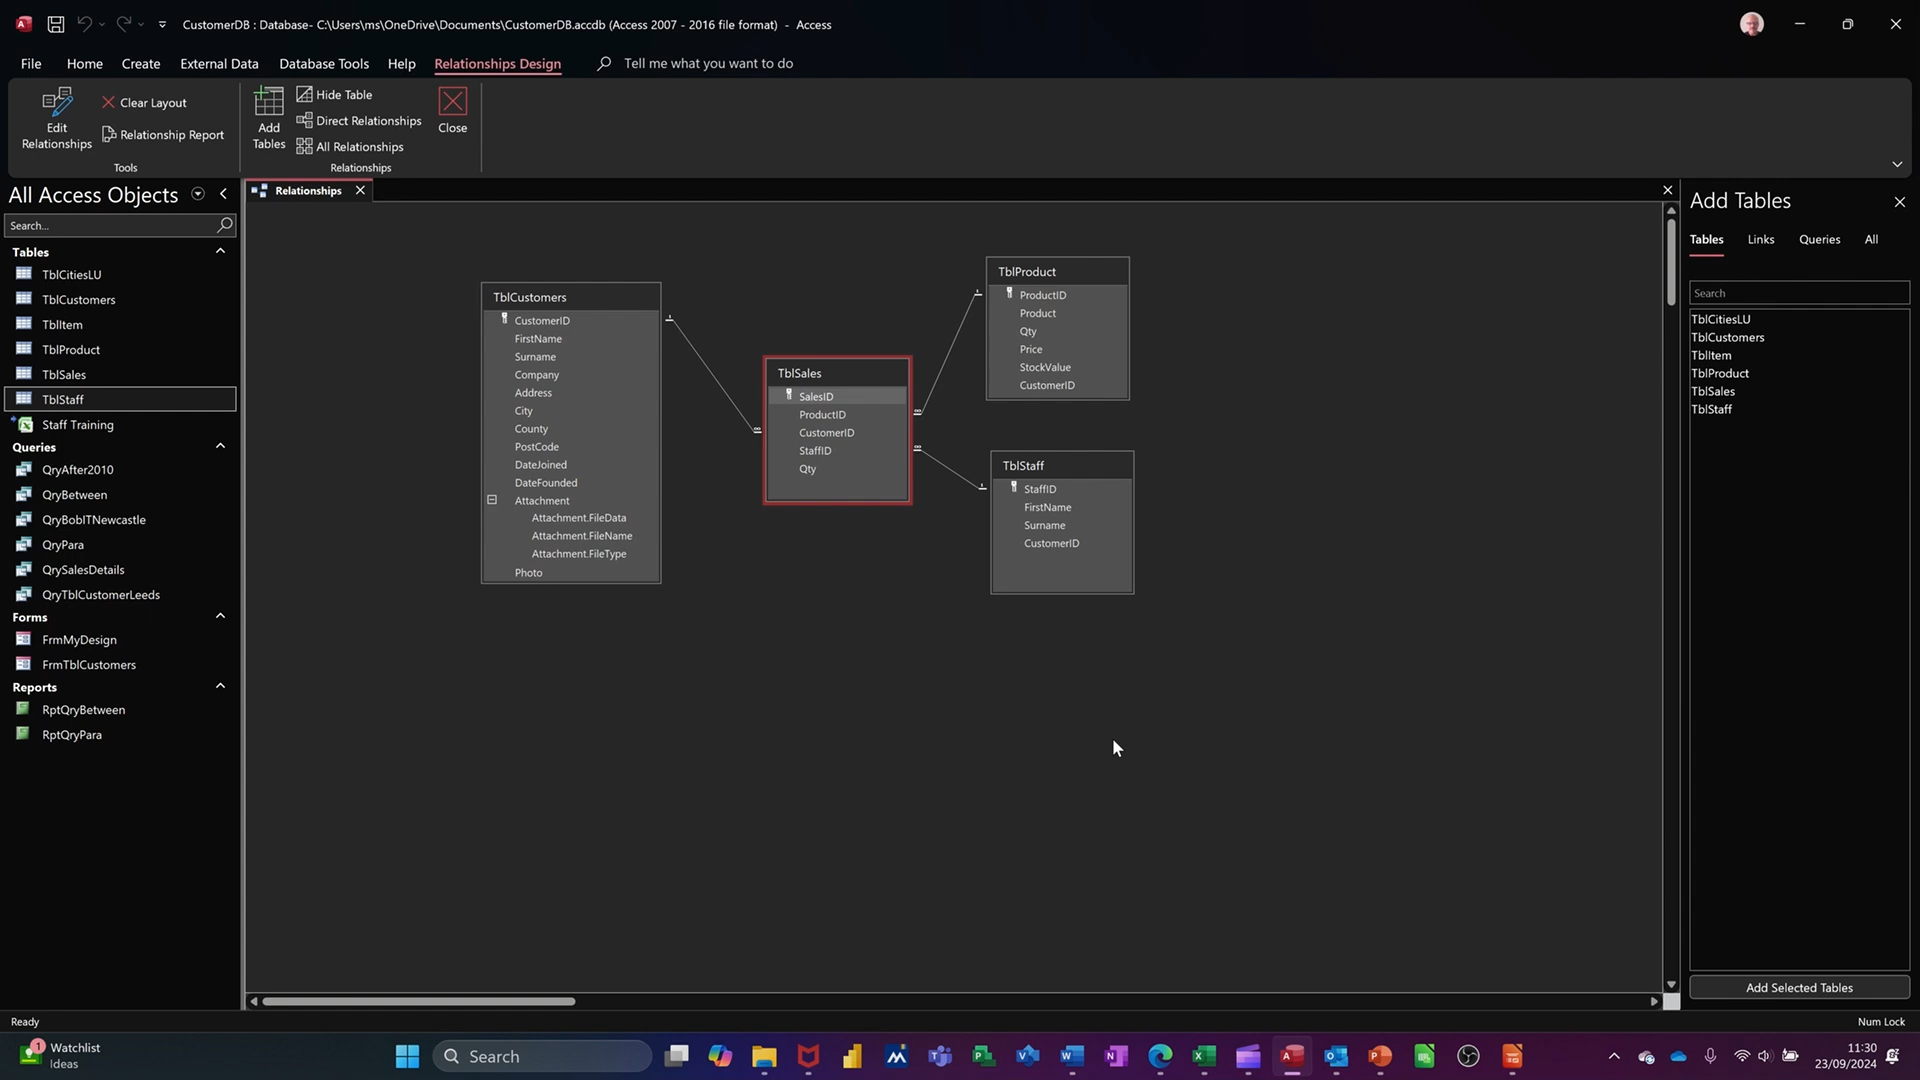 CustomerDB : Database- C:\Users\ms\OneDrive\Documents\CustomerDB.accdb (Access 2007 - 2016 file format) - Access
File Home Create External Data Database Tools Help Relationships Design Tell me what you want to do
Edit Relationships
Clear Layout
Relationship Report
Tools
Add Tables
Hide Table
Direct Relationships
All Relationships
Close
Relationships
All Access Objects
Search...
Tables
TblCitiesLU
TblCustomers
TblItem
TblProduct
TblSales
TblStaff
Staff Training
Queries
QryAfter2010
QryBetween
QryBobITNewcastle
QryPara
QrySalesDetails
QryTblCustomerLeeds
Forms
FrmMyDesign
FrmTblCustomers
Reports
RptQryBetween
RptQryPara
Relationships
TblCustomers
CustomerID
FirstName
Surname
Company
Address
City
County
PostCode
DateJoined
DateFounded
Attachment
Attachment.FileData
Attachment.FileName
Attachment.FileType
Photo
TblSales
SalesID
ProductID
CustomerID
StaffID
Qty
TblProduct
ProductID
Product
Qty
Price
StockValue
CustomerID
TblStaff
StaffID
FirstName
Surname
CustomerID
Add Tables
Tables Links Queries All
Search
TblCitiesLU
TblCustomers
TblItem
TblProduct
TblSales
TblStaff
Add Selected Tables
Ready
Num Lock
1
Watchlist
Ideas
Search
11:30
23/09/2024